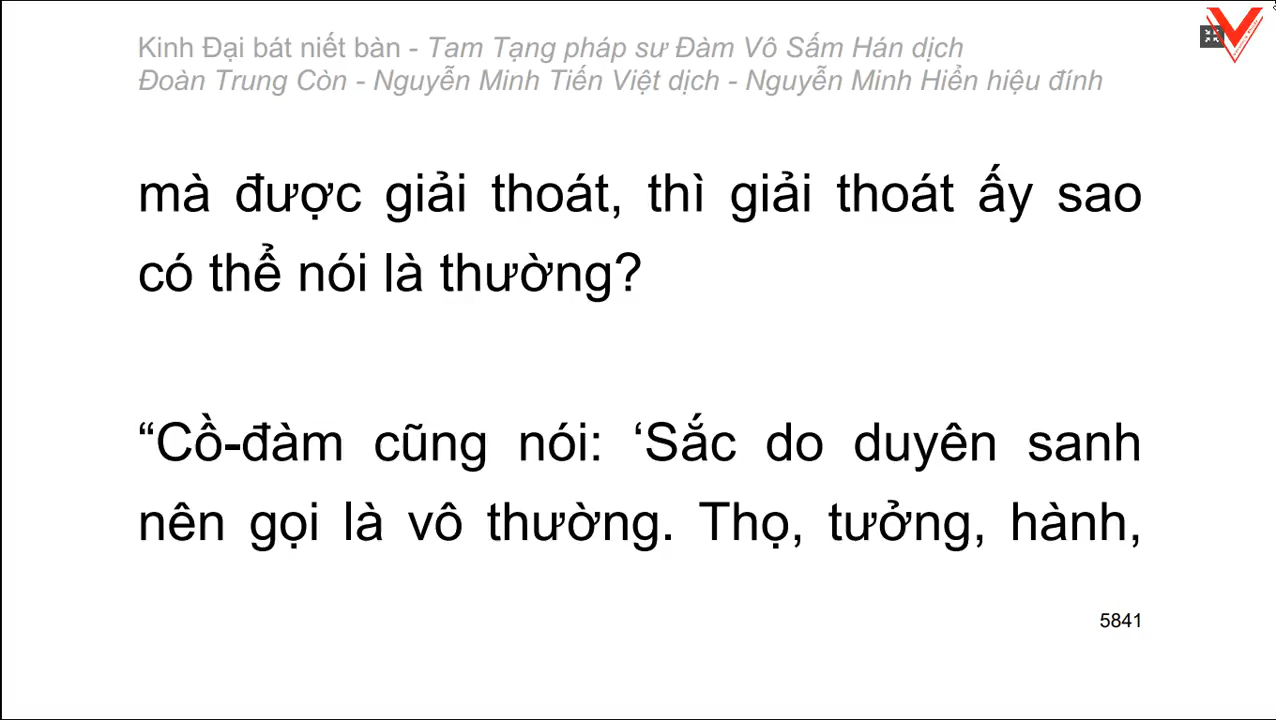 Kinh Đại bát niết bàn - Tam Tạng pháp sư Đàm Vô Sấm Hán dịch
Đoàn Trung Còn - Nguyễn Minh Tiến Việt dịch - Nguyễn Minh Hiển hiệu đính
mà được giải thoát, thì giải thoát ấy sao
có thể nói là thường?
“Cồ-đàm cũng nói: ‘Sắc do duyên sanh
nên gọi là vô thường. Thọ, tưởng, hành,
5841